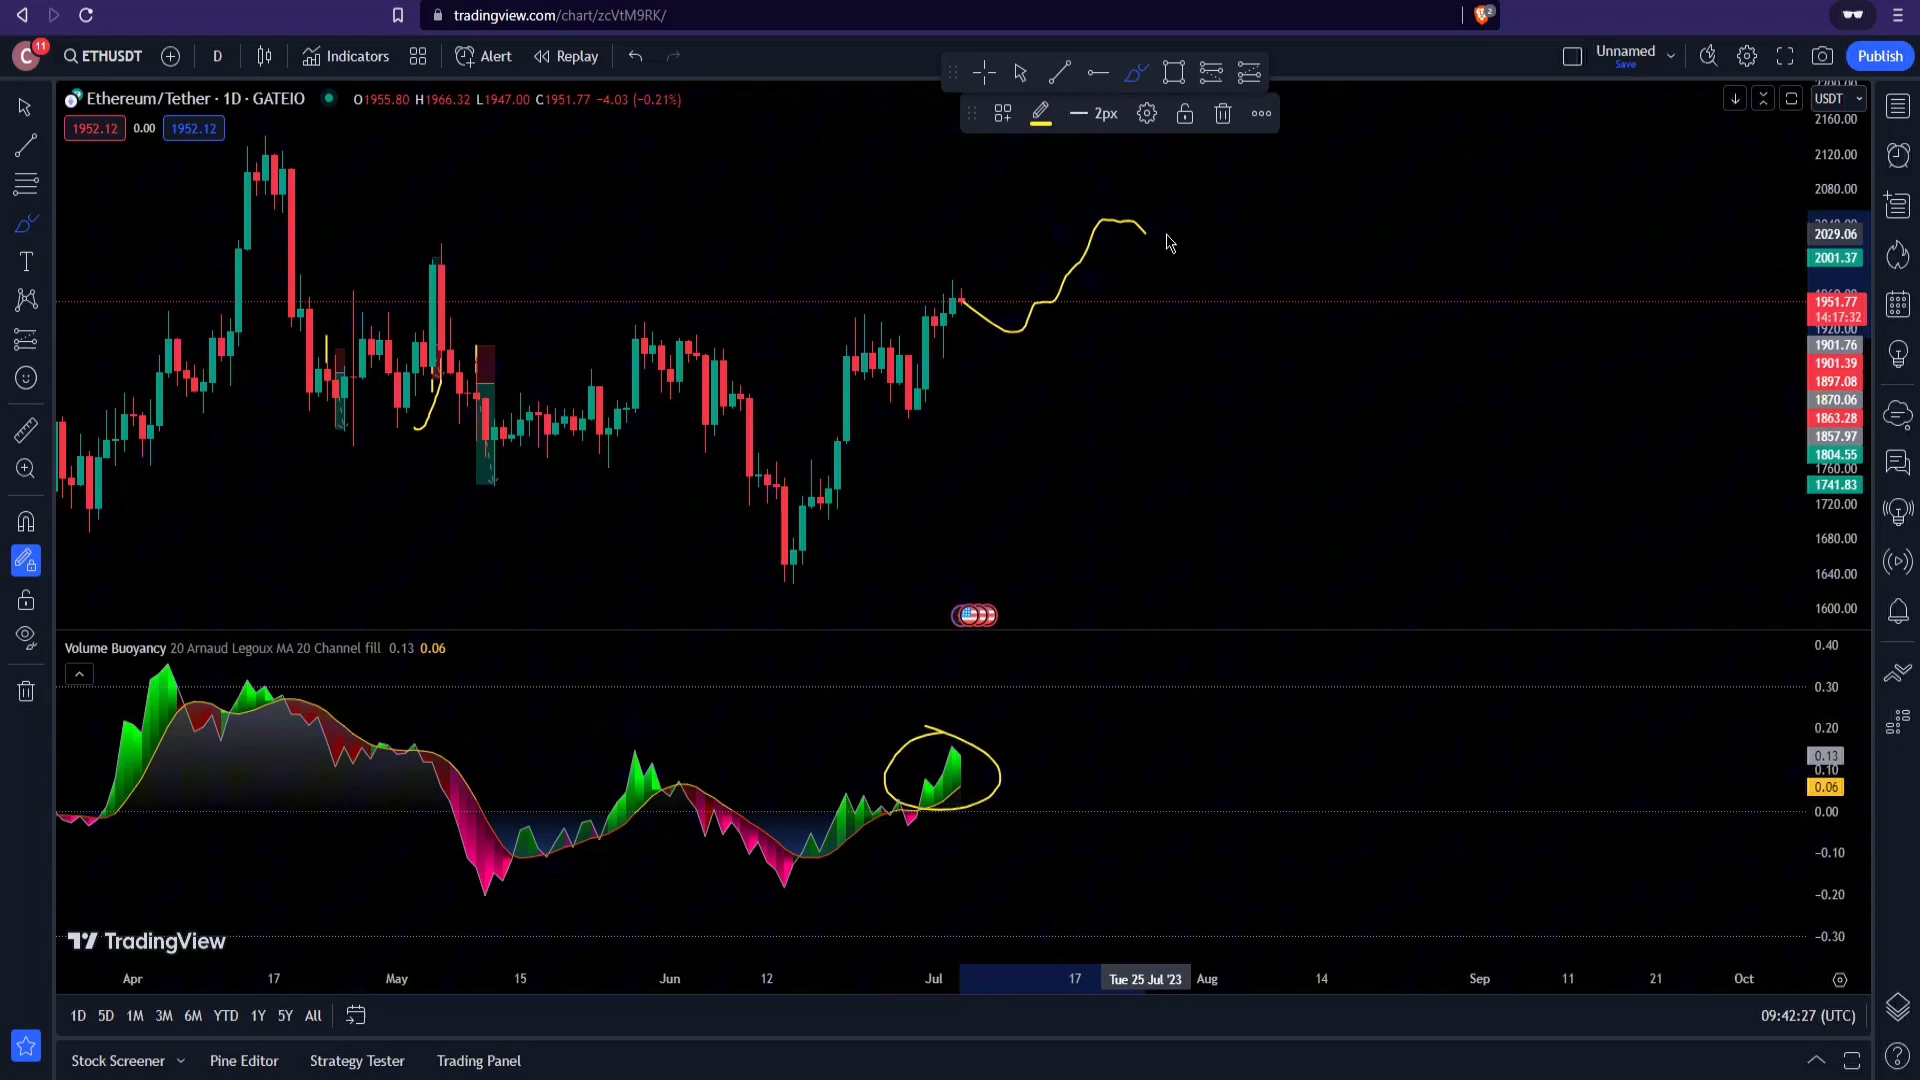 tradingview.com/chart/zcVtM9RK/
2
C
11
ETHUSDT
D
Indicators
Alert
Replay
Unnamed
Save
Publish
2px
Ethereum/Tether · 1D · GATEIO
O1955.80 H1966.32 L1947.00 C1951.77 −4.03 (−0.21%)
USDT
1952.12
0.00
1952.12
2160.00
2120.00
2080.00
2029.06
2001.37
1951.77
14:17:32
1920.00
1901.76
1901.39
1897.08
1870.06
1863.28
1857.97
1804.55
1760.00
1741.83
1720.00
1680.00
1640.00
1600.00
Volume Buoyancy 20 Arnaud Legoux MA 20 Channel fill 0.13 0.06
0.40
0.30
0.20
0.13
0.10
0.06
0.00
−0.10
−0.20
−0.30
TradingView
Apr
17
May
15
Jun
12
Jul
17
Tue 25 Jul '23
Aug
14
Sep
11
21
Oct
1D 5D 1M 3M 6M YTD 1Y 5Y All
09:42:27 (UTC)
Stock Screener
Pine Editor
Strategy Tester
Trading Panel